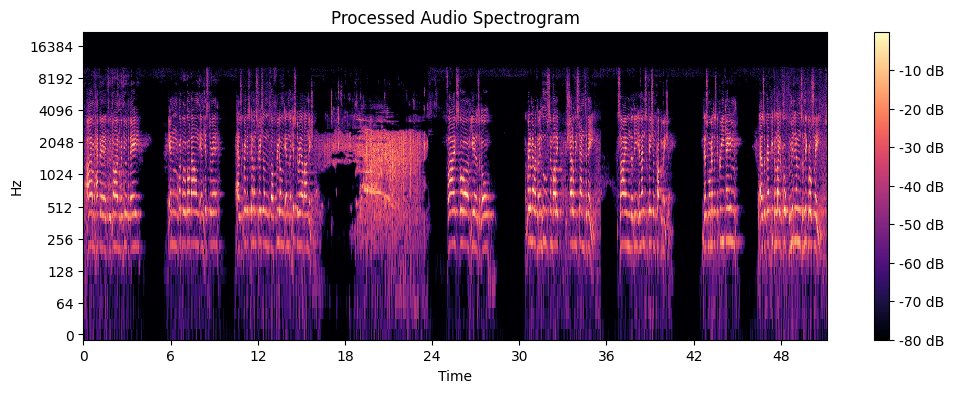 Processed Audio Spectrogram
16384
8192
4096
2048
1024
512
256
128
64
0
Hz
0 6 12 18 24 30 36 42 48
Time
-10 dB
-20 dB
-30 dB
-40 dB
-50 dB
-60 dB
-70 dB
-80 dB